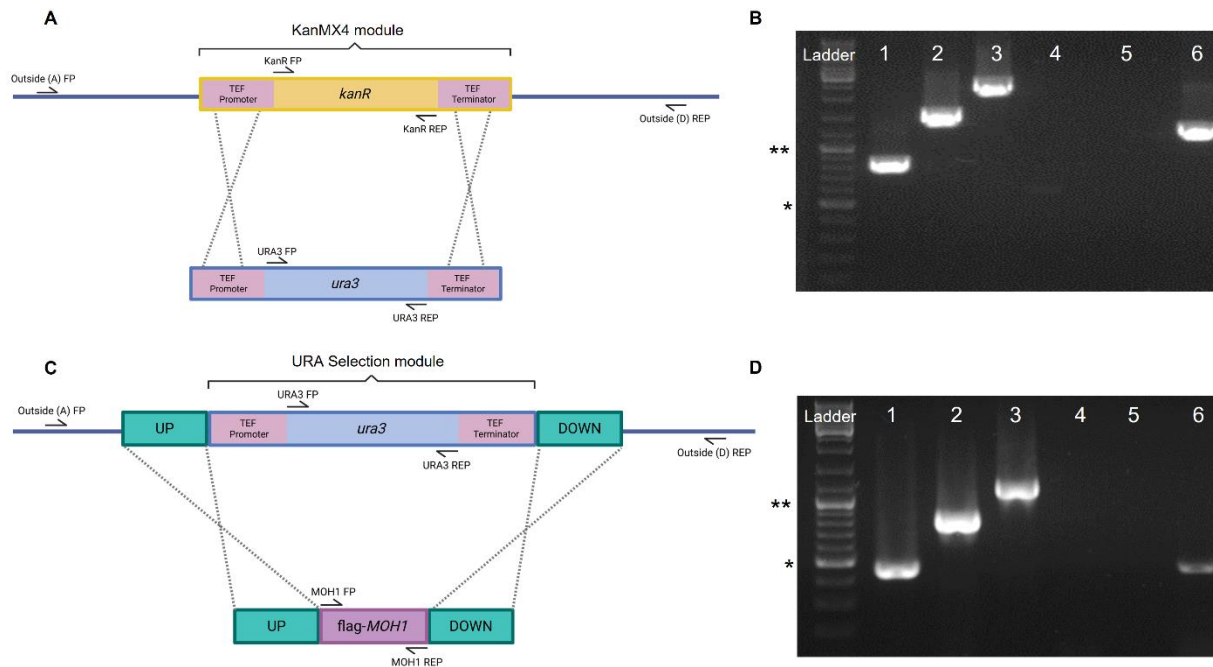 A
KanMX4 module
Outside (A) FP
KanR FP
TEF
Promoter
kanR
TEF
Terminator
KanR REP
Outside (D) REP
URA3 FP
TEF
Promoter
ura3
TEF
Terminator
URA3 REP
B
Ladder 1 2 3 4 5 6
**
*
C
URA Selection module
Outside (A) FP
URA3 FP
UP
TEF
Promoter
ura3
TEF
Terminator
DOWN
URA3 REP
Outside (D) REP
MOH1 FP
UP
flag-MOH1
DOWN
MOH1 REP
D
Ladder 1 2 3 4 5 6
**
*